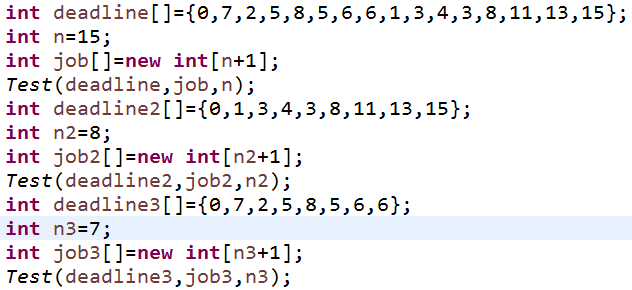 int deadline[]={0,7,2,5,8,5,6,6,1,3,4,3,8,11,13,15};
int n=15;
int job[]=new int[n+1];
Test(deadline,job,n);
int deadline2[]={0,1,3,4,3,8,11,13,15};
int n2=8;
int job2[]=new int[n2+1];
Test(deadline2,job2,n2);
int deadline3[]={0,7,2,5,8,5,6,6};
int n3=7;
int job3[]=new int[n3+1];
Test(deadline3,job3,n3);